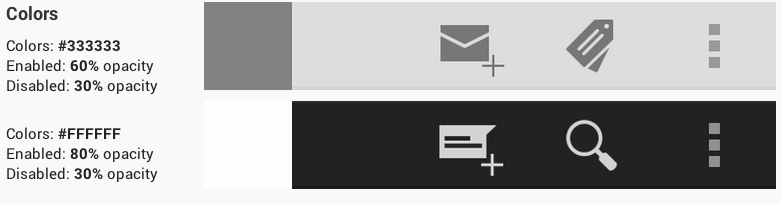 Colors
Colors: #333333
Enabled: 60% opacity
Disabled: 30% opacity
Colors: #FFFFFF
Enabled: 80% opacity
Disabled: 30% opacity